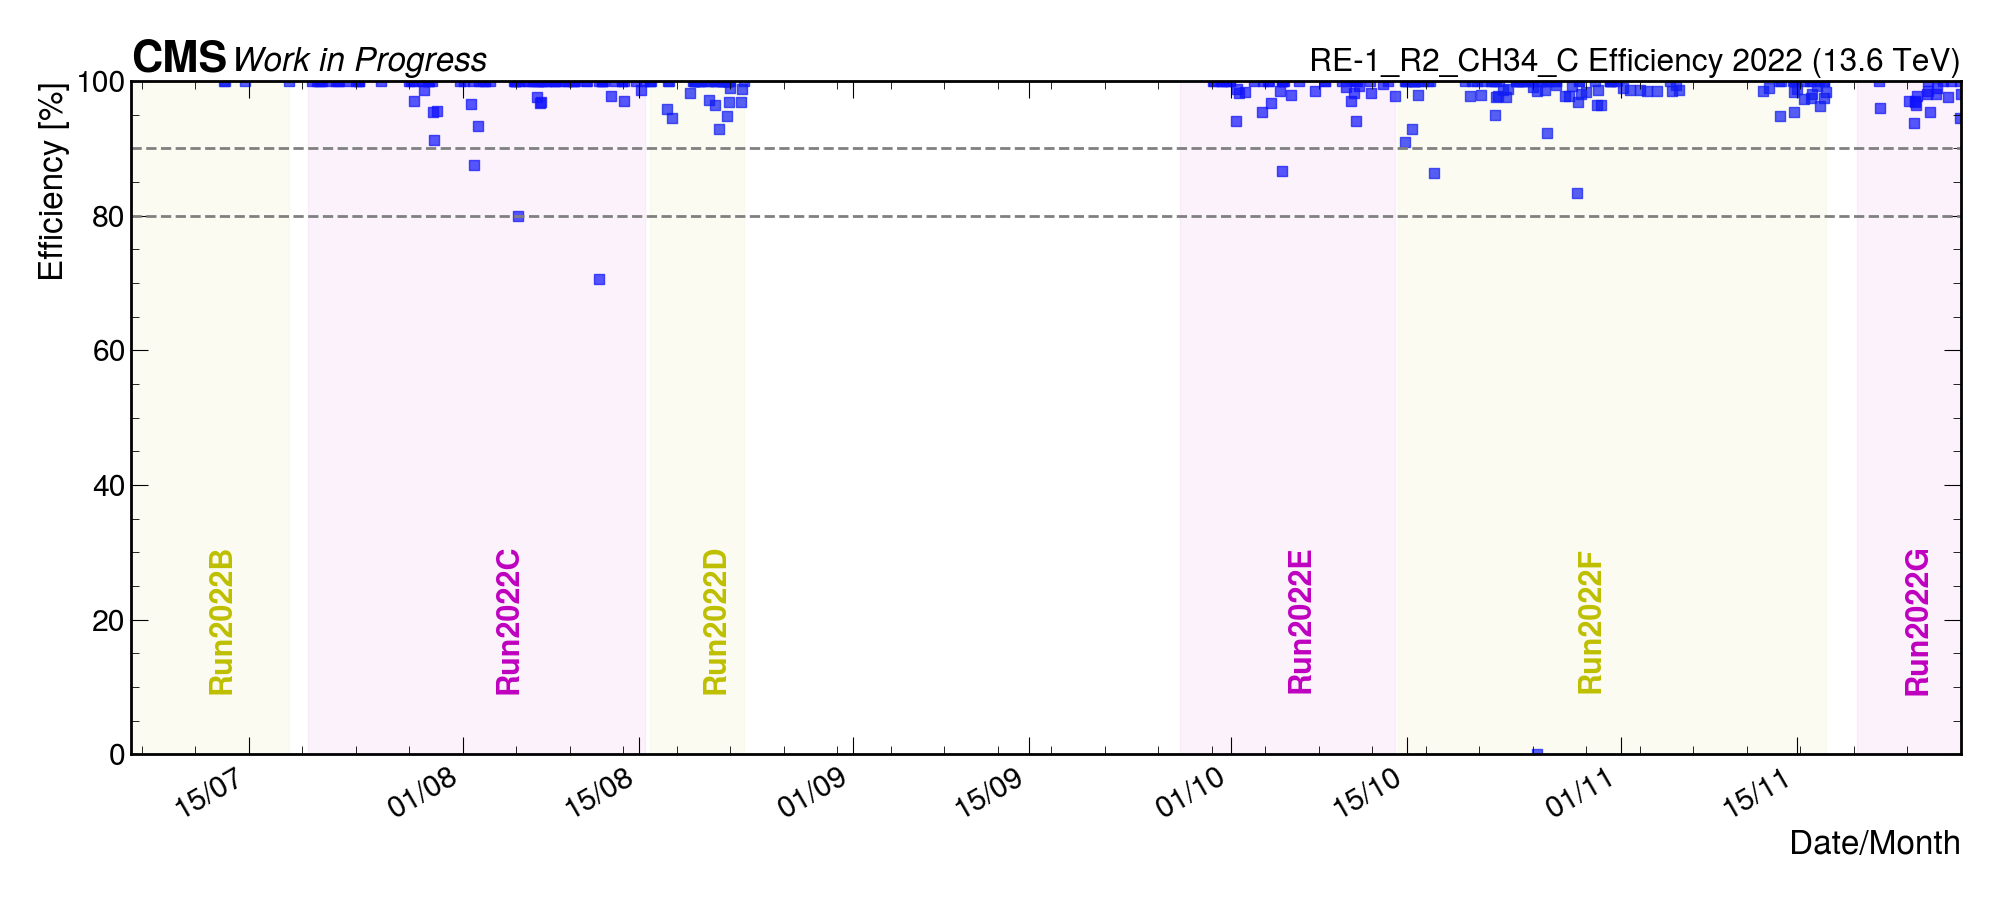 CMS Work in Progress
RE-1_R2_CH34_C Efficiency 2022 (13.6 TeV)
Efficiency [%]
100
80
60
40
20
0
Run2022B
Run2022C
Run2022D
Run2022E
Run2022F
Run2022G
15/07
01/08
15/08
01/09
15/09
01/10
15/10
01/11
15/11
Date/Month